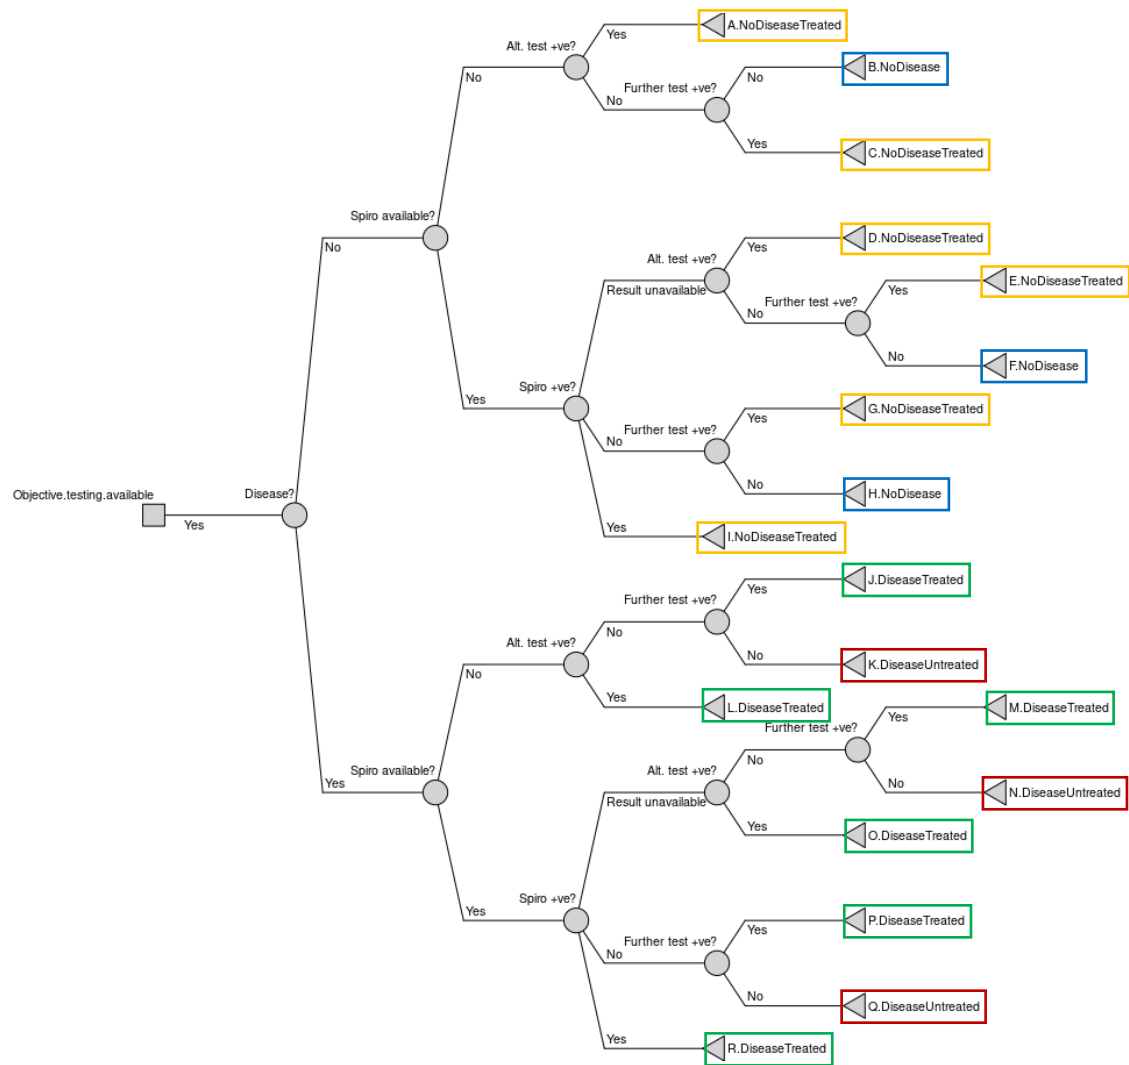 A.NoDiseaseTreated
Yes
Alt. test +ve?
B.NoDisease
No
Further test +ve?
No
No
Yes
C.NoDiseaseTreated
Spiro available?
D.NoDiseaseTreated
Yes
No
Alt. test +ve?
E.NoDiseaseTreated
Result unavailable
Yes
Further test +ve?
No
No
F.NoDisease
Spiro +ve?
Yes
G.NoDiseaseTreated
Yes
Further test +ve?
No
No
H.NoDisease
Objective.testing.available
Disease?
Yes
Yes
I.NoDiseaseTreated
J.DiseaseTreated
Yes
Further test +ve?
No
Alt. test +ve?
No
K.DiseaseUntreated
No
Yes
L.DiseaseTreated
M.DiseaseTreated
Yes
Further test +ve?
No
Spiro available?
Yes
Alt. test +ve?
No
N.DiseaseUntreated
Result unavailable
Yes
O.DiseaseTreated
Spiro +ve?
Yes
P.DiseaseTreated
Yes
Further test +ve?
No
No
Q.DiseaseUntreated
Yes
R.DiseaseTreated